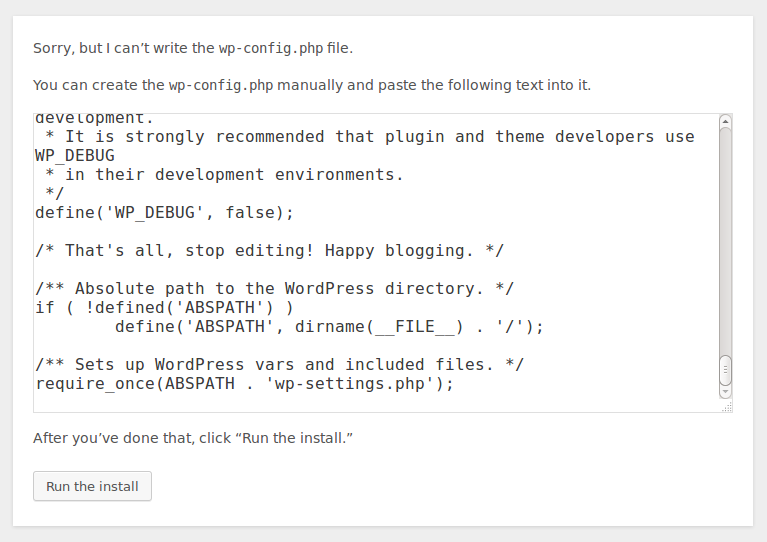 Sorry, but I can’t write the wp-config.php file.
You can create the wp-config.php manually and paste the following text into it.
development.
 * It is strongly recommended that plugin and theme developers use
WP_DEBUG
 * in their development environments.
 */
define('WP_DEBUG', false);
/* That's all, stop editing! Happy blogging. */
/** Absolute path to the WordPress directory. */
if ( !defined('ABSPATH') )
        define('ABSPATH', dirname(__FILE__) . '/');
/** Sets up WordPress vars and included files. */
require_once(ABSPATH . 'wp-settings.php');
After you’ve done that, click “Run the install.”
Run the install